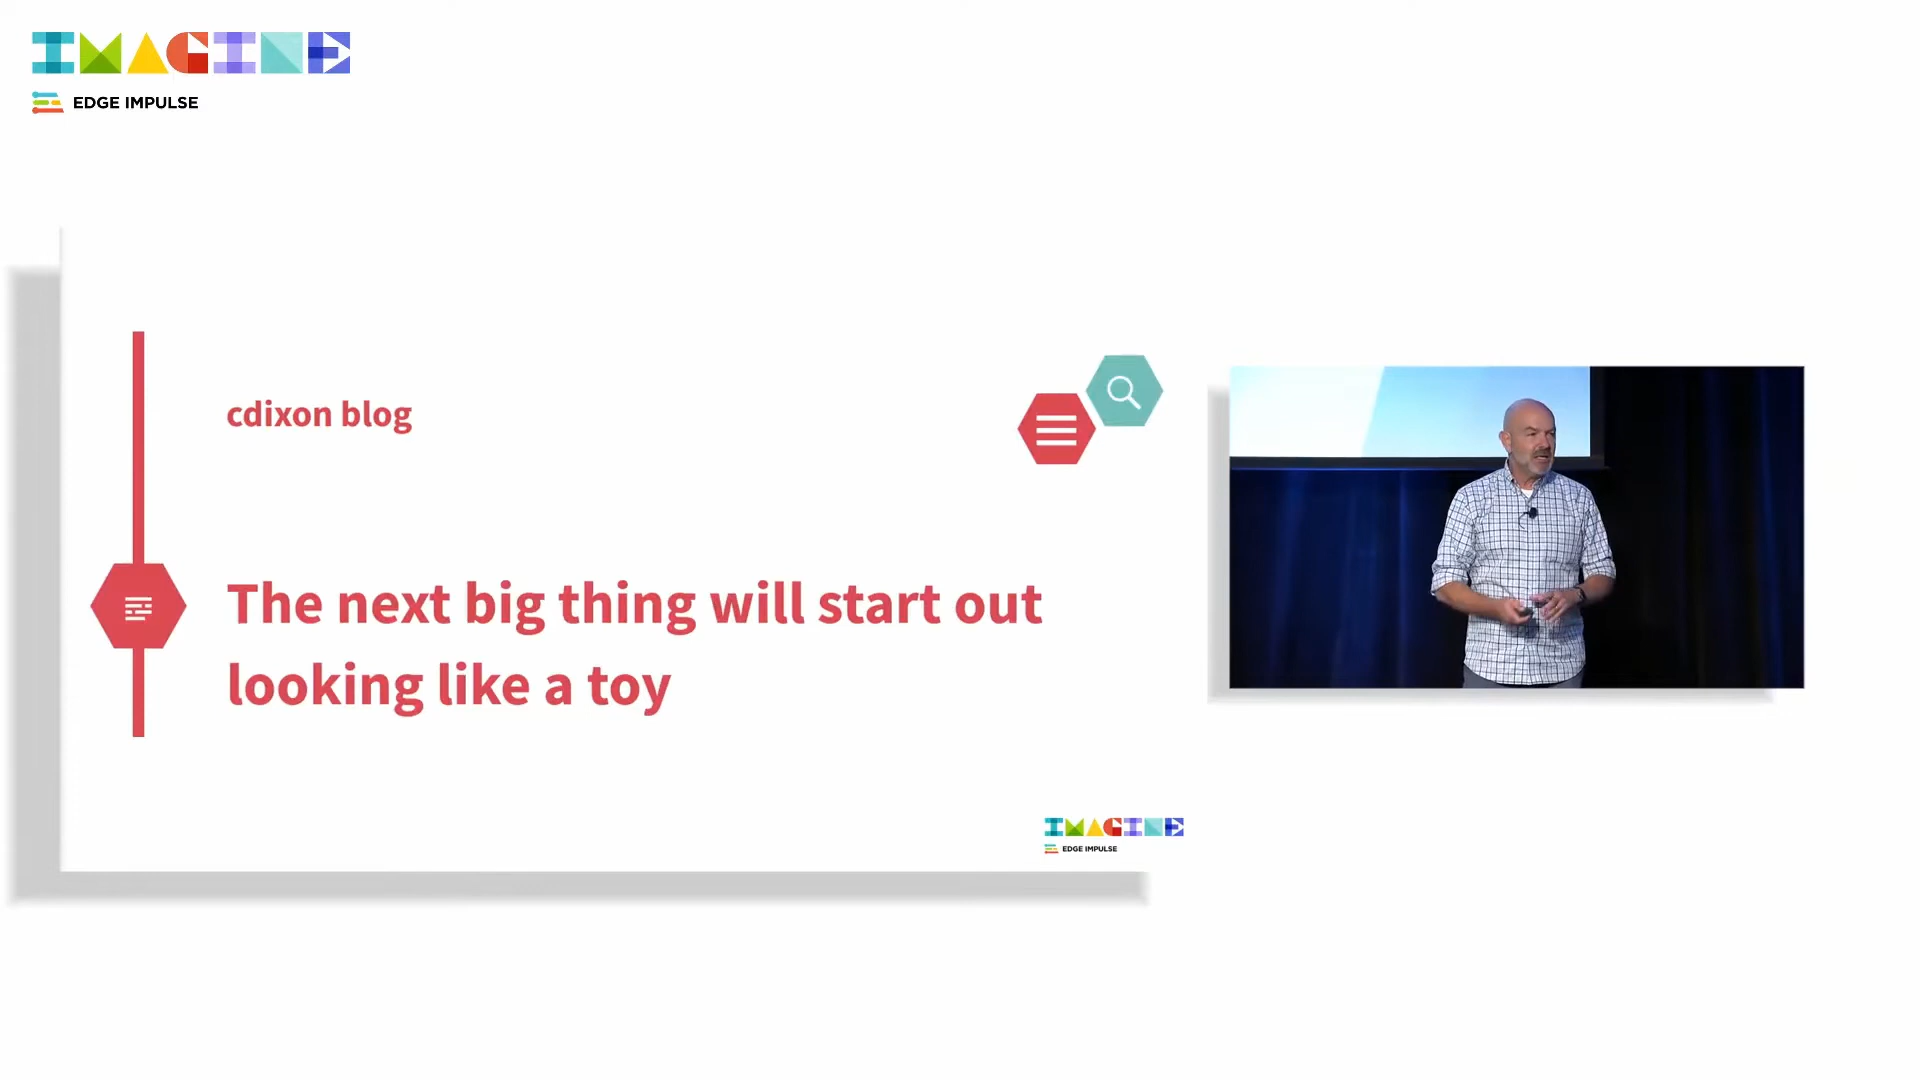 IMAGINE
EDGE IMPULSE
cdixon blog
The next big thing will start out
looking like a toy
IMAGINE
EDGE IMPULSE